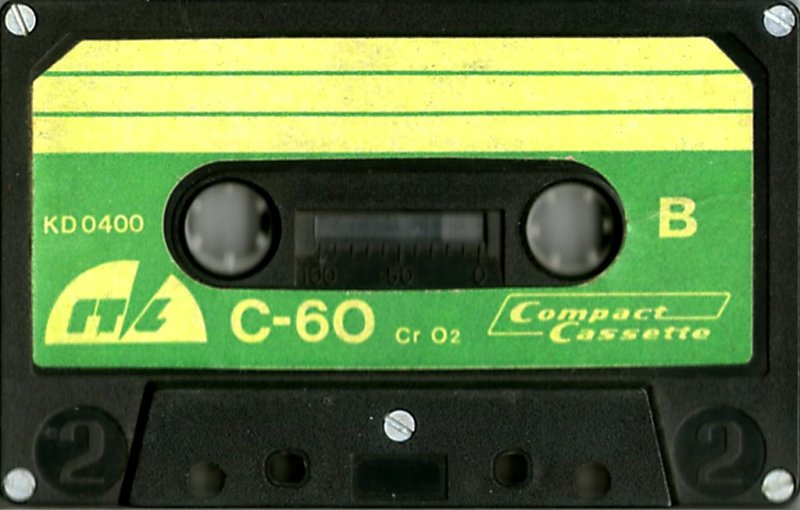 KD 0400
B
100 50 0
C-60 Cr O2
Compact
Cassette
2 2